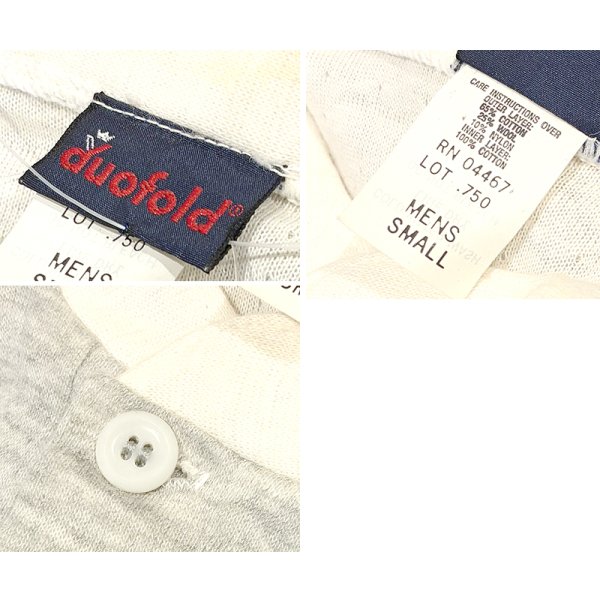 duofold®
LOT .750
MENS
CARE INSTRUCTIONS OVER
OUTER LAYER:
65% COTTON
25% WOOL
10% NYLON
INNER LAYER:
100% COTTON
RN 04467
LOT .750
MENS
SMALL